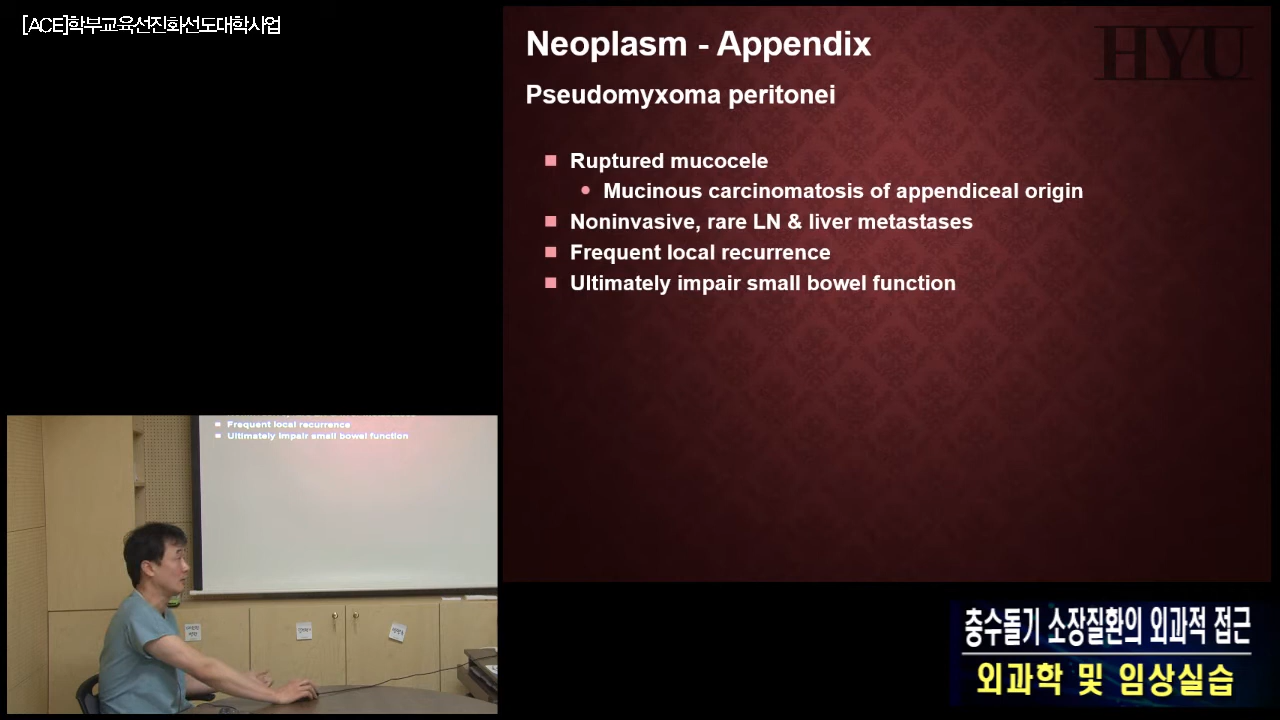 [ACE]학부교육선진화선도대학사업
HYU
Neoplasm - Appendix
Pseudomyxoma peritonei
Ruptured mucocele
Mucinous carcinomatosis of appendiceal origin
Noninvasive, rare LN & liver metastases
Frequent local recurrence
Ultimately impair small bowel function
Frequent local recurrence
Ultimately impair small bowel function
충수돌기 소장질환의 외과적 접근
외과학 및 임상실습